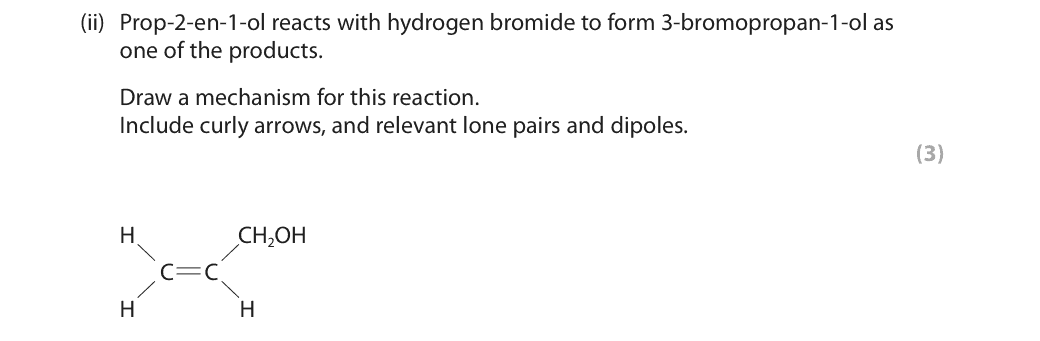 (ii) Prop-2-en-1-ol reacts with hydrogen bromide to form 3-bromopropan-1-ol as
one of the products.
Draw a mechanism for this reaction.
Include curly arrows, and relevant lone pairs and dipoles.
(3)
H CH₂OH
C=C
H H